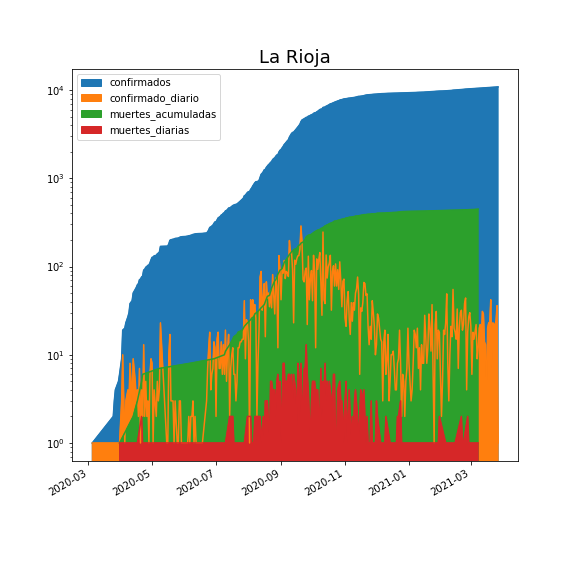 La Rioja
confirmados
confirmado_diario
muertes_acumuladas
muertes_diarias
10⁴
10³
10²
10¹
10⁰
2020-03
2020-05
2020-07
2020-09
2020-11
2021-01
2021-03